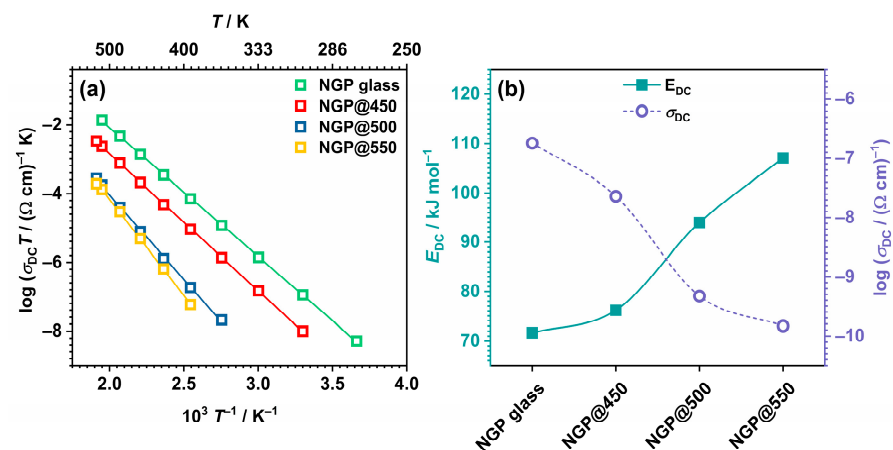 T / K
500 400 333 286 250
(a)
NGP glass
NGP@450
NGP@500
NGP@550
log (σDC T / (Ω cm)⁻¹ K)
−2
−4
−6
−8
2.0 2.5 3.0 3.5 4.0
10³ T⁻¹ / K⁻¹
(b)
EDC
σDC
EDC / kJ mol⁻¹
120
110
100
90
80
70
−6
−7
−8
−9
−10
log (σDC / (Ω cm)⁻¹)
NGP glass
NGP@450
NGP@500
NGP@550